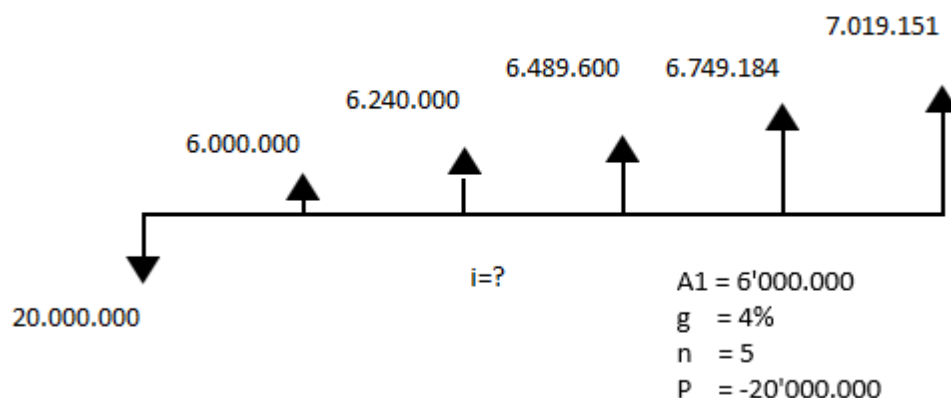 7.019.151
6.489.600 6.749.184
6.240.000
6.000.000
i=?
A1 = 6'000.000
20.000.000
g = 4%
n = 5
P = -20'000.000